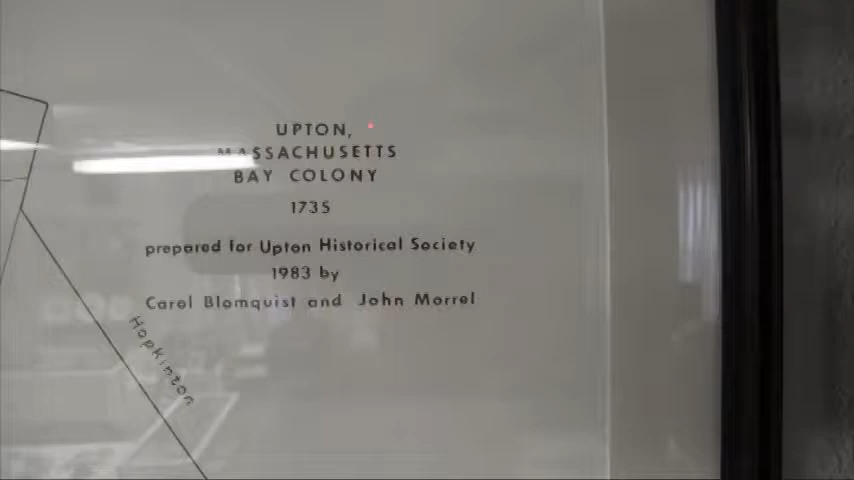 UPTON,
MASSACHUSETTS
BAY COLONY
1735
prepared for Upton Historical Society
1983 by
Carol Blomquist and John Morrel
Hopkinton